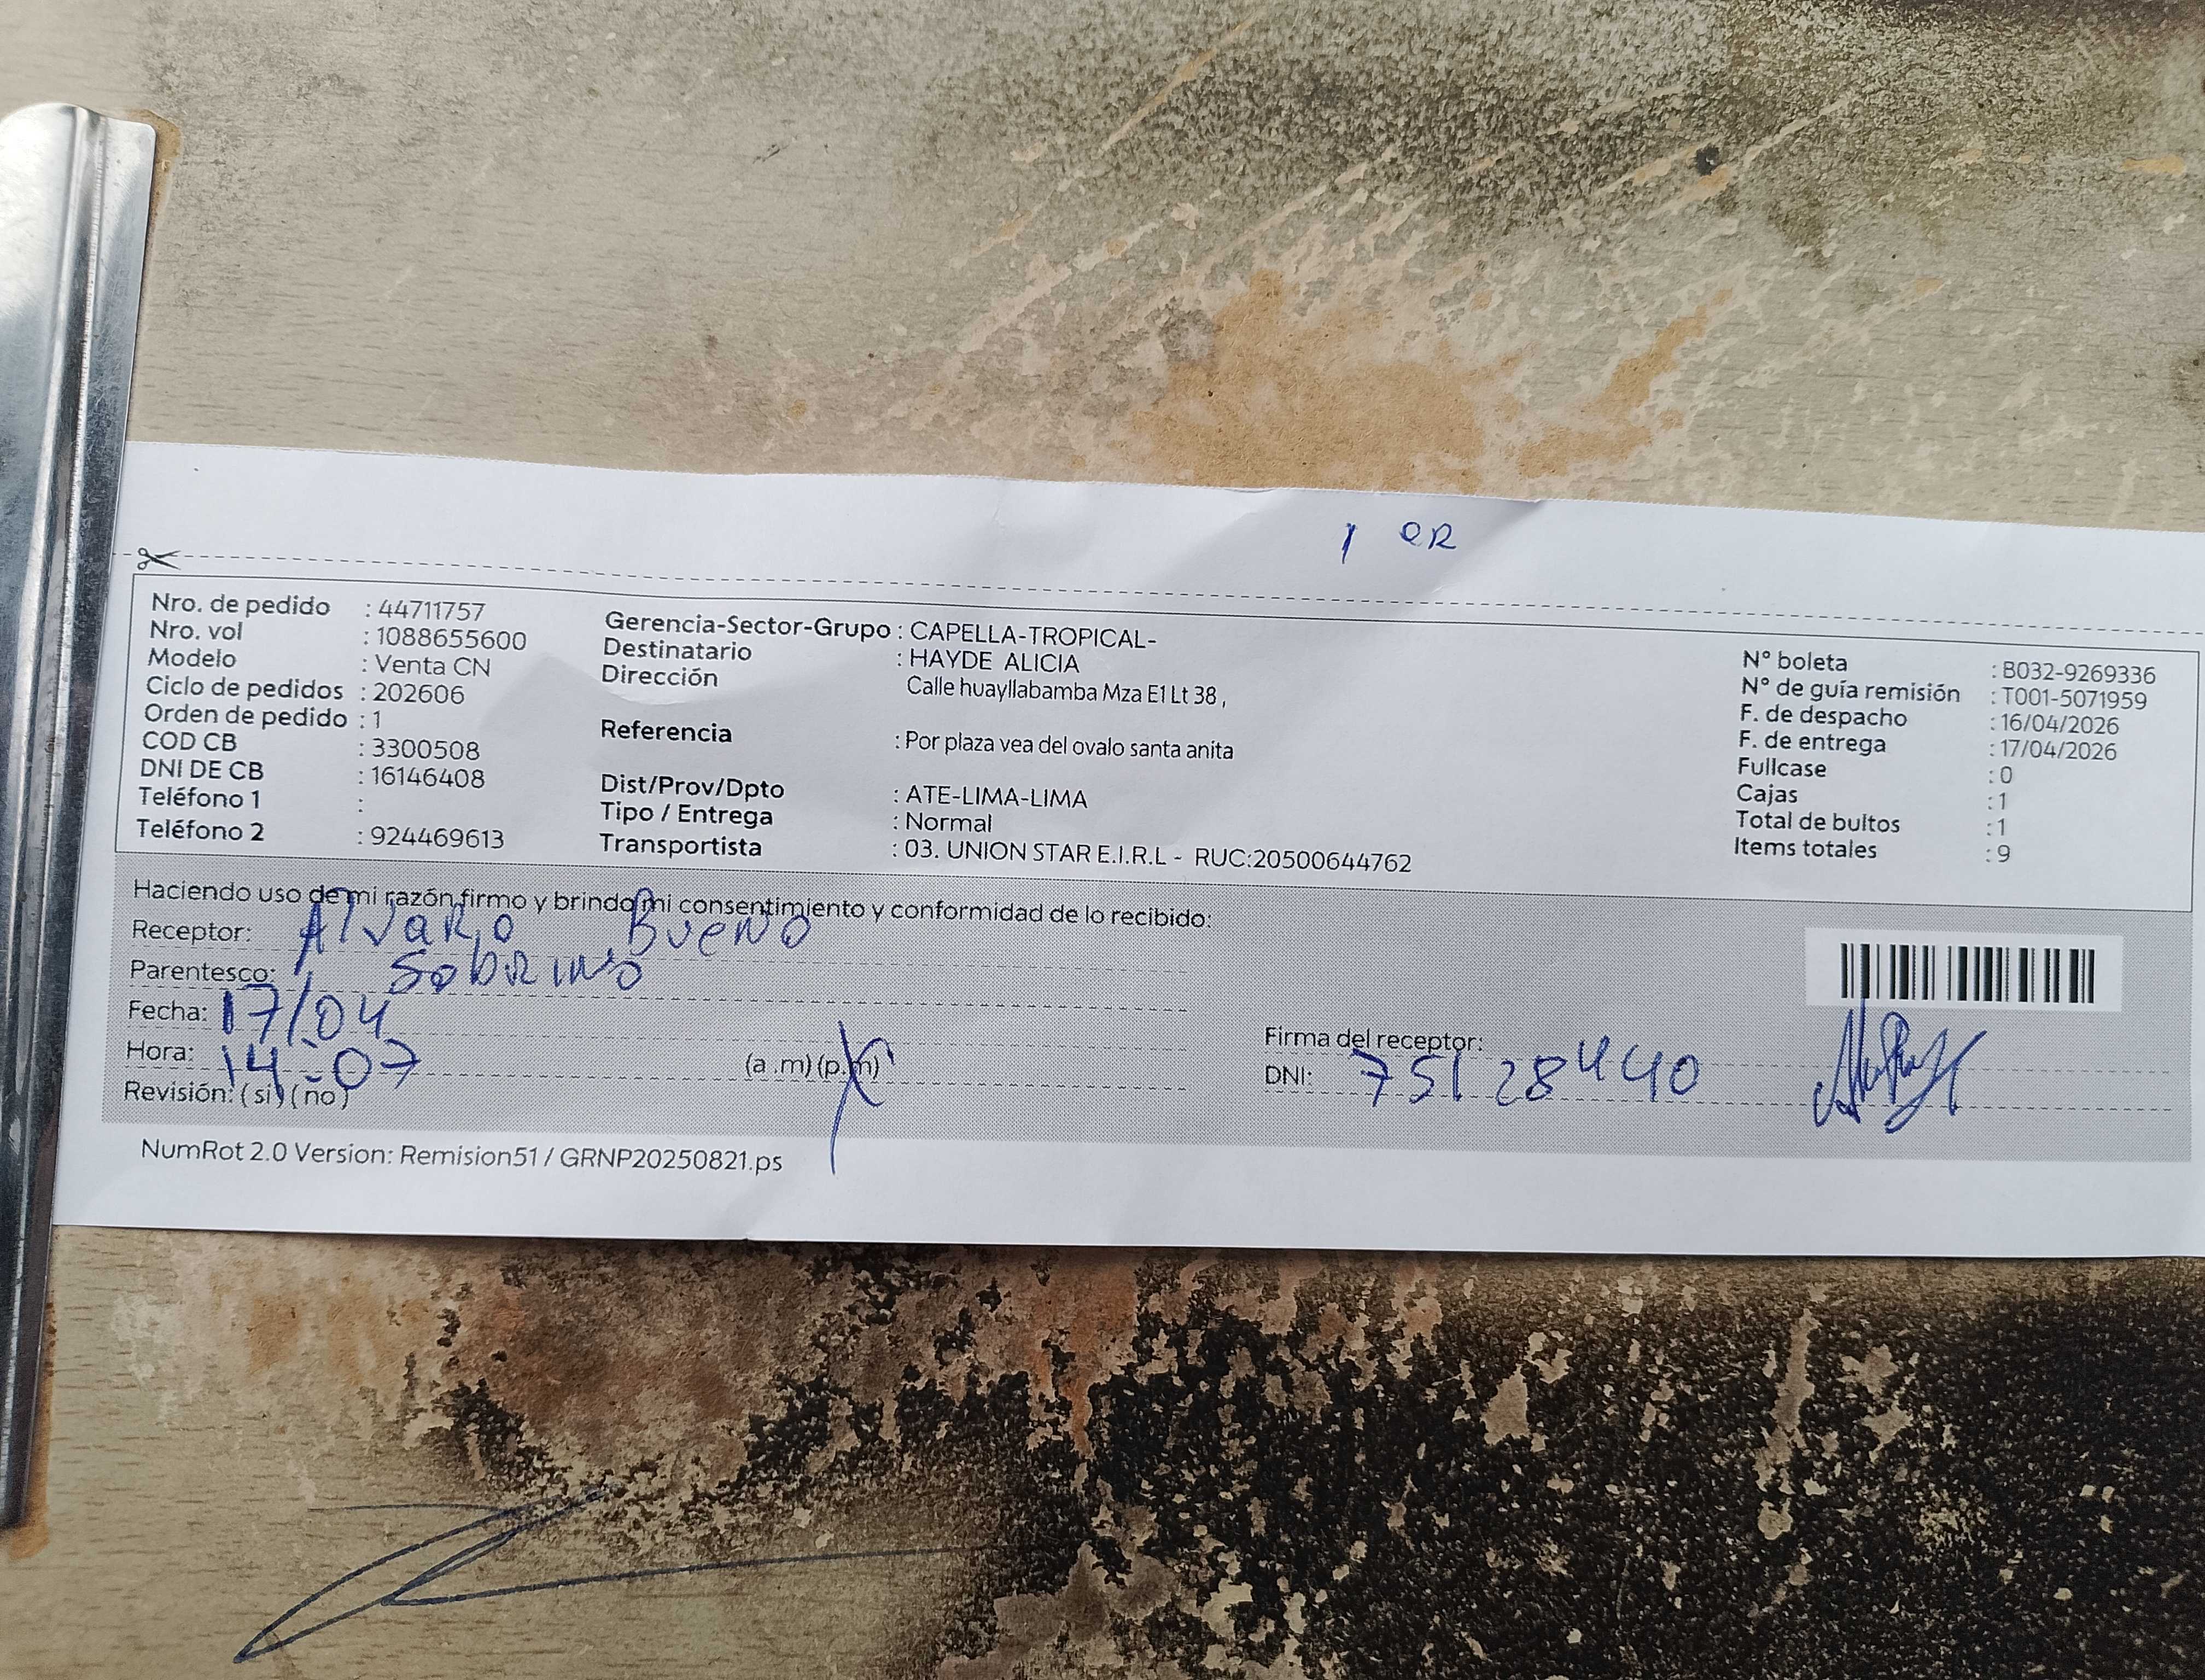 1 QR
Nro. de pedido : 44711757
Nro. vol : 1088655600
Modelo : Venta CN
Ciclo de pedidos : 202606
Orden de pedido : 1
COD CB : 3300508
DNI DE CB : 16146408
Teléfono 1 :
Teléfono 2 : 924469613
Gerencia-Sector-Grupo : CAPELLA-TROPICAL-
Destinatario : HAYDE ALICIA
Dirección Calle huayllabamba Mza E1 Lt 38 ,
Referencia : Por plaza vea del ovalo santa anita
Dist/Prov/Dpto : ATE-LIMA-LIMA
Tipo / Entrega : Normal
Transportista : 03. UNION STAR E.I.R.L - RUC:20500644762
N° boleta : B032-9269336
N° de guía remisión : T001-5071959
F. de despacho : 16/04/2026
F. de entrega : 17/04/2026
Fullcase : 0
Cajas : 1
Total de bultos : 1
Items totales : 9
Haciendo uso de mi razón firmo y brindo mi consentimiento y conformidad de lo recibido:
Receptor: Alvaro Bueno
Parentesco: Sobrino
Fecha: 17/04
Hora: 14:07 (a .m) (p.m)
Revisión: (si) (no)
Firma del receptor:
DNI: 75128440
NumRot 2.0 Version: Remision51 / GRNP20250821.ps